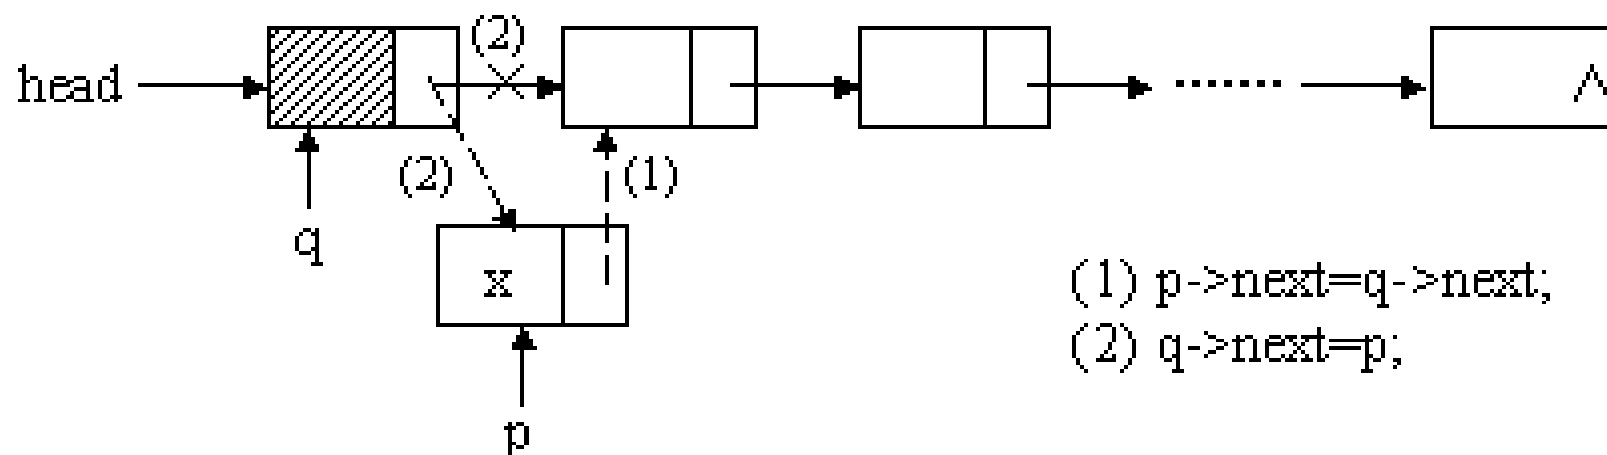 head
(2)
.......
∧
(2)
(1)
q
x
(1) p->next=q->next;
(2) q->next=p;
p